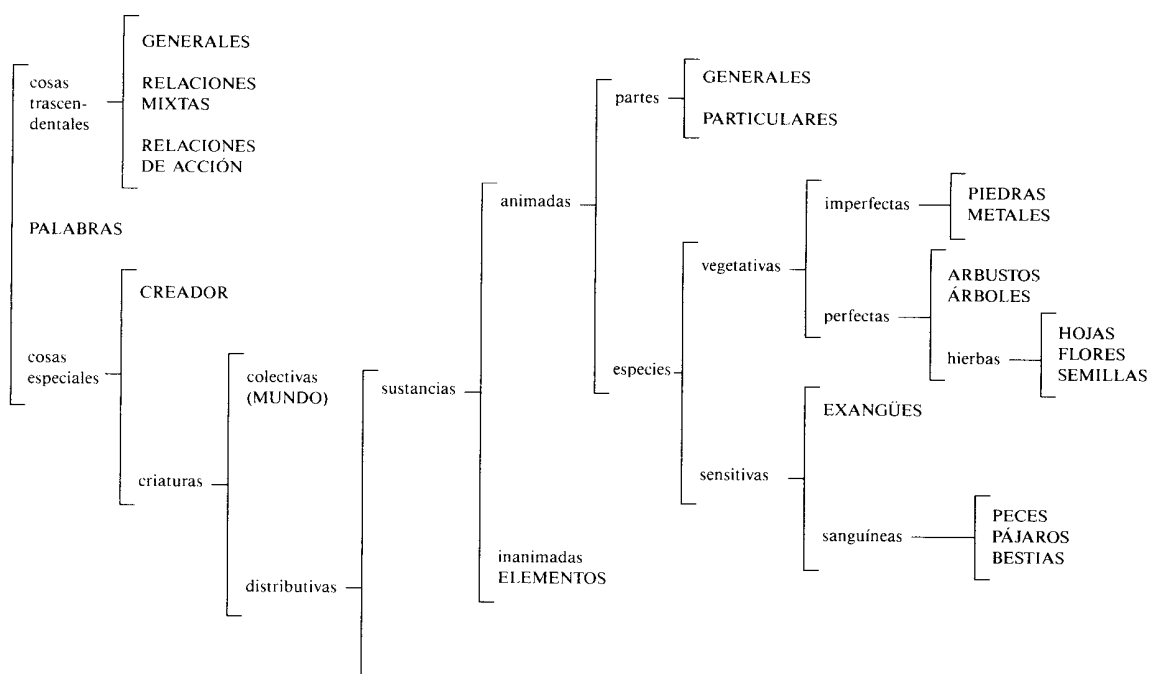 cosas
trascen-
dentales
GENERALES
RELACIONES
MIXTAS
RELACIONES
DE ACCIÓN
PALABRAS
cosas
especiales
CREADOR
criaturas
colectivas
(MUNDO)
distributivas
sustancias
animadas
partes
GENERALES
PARTICULARES
especies
vegetativas
imperfectas
PIEDRAS
METALES
perfectas
ARBUSTOS
ÁRBOLES
hierbas
HOJAS
FLORES
SEMILLAS
sensitivas
EXANGÜES
sanguíneas
PECES
PÁJAROS
BESTIAS
inanimadas
ELEMENTOS